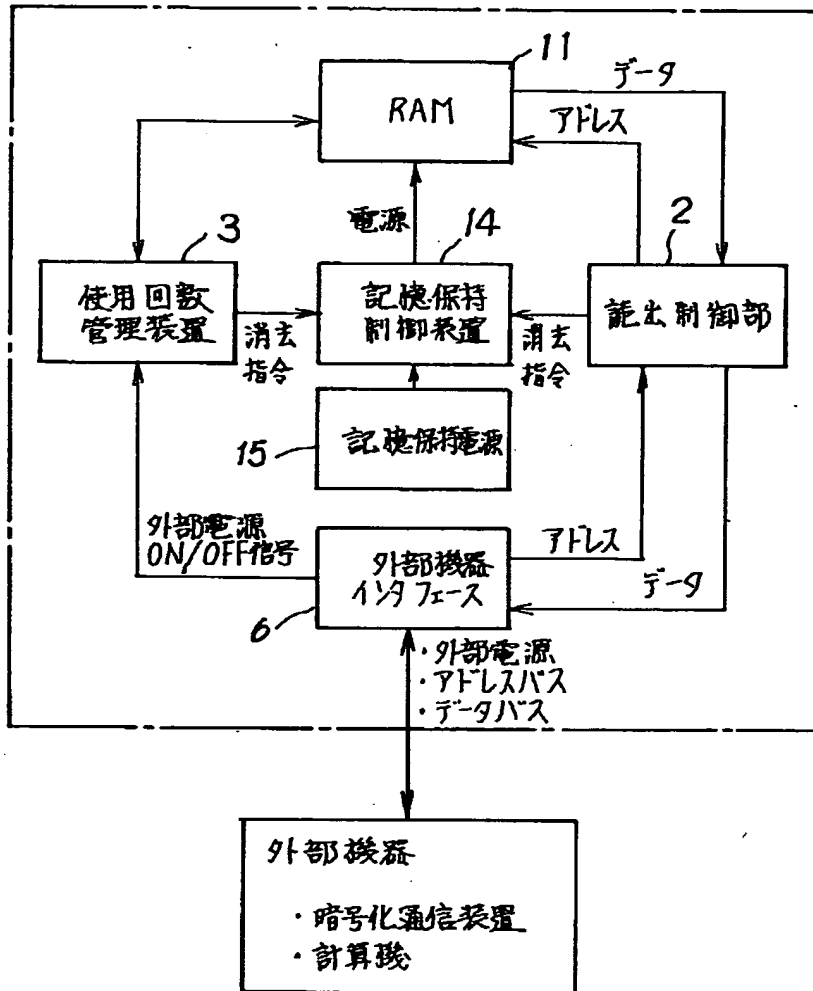 11
データ
RAM
アドレス
電源
3
14
2
使用回数
管理装置
消去
指令
記憶保持
制御装置
消去
指令
読出制御部
15
記憶保持電源
外部電源
ON/OFF信号
外部機器
インタフェース
アドレス
データ
6
・外部電源
・アドレスバス
・データバス
外部機器
・暗号化通信装置
・計算機